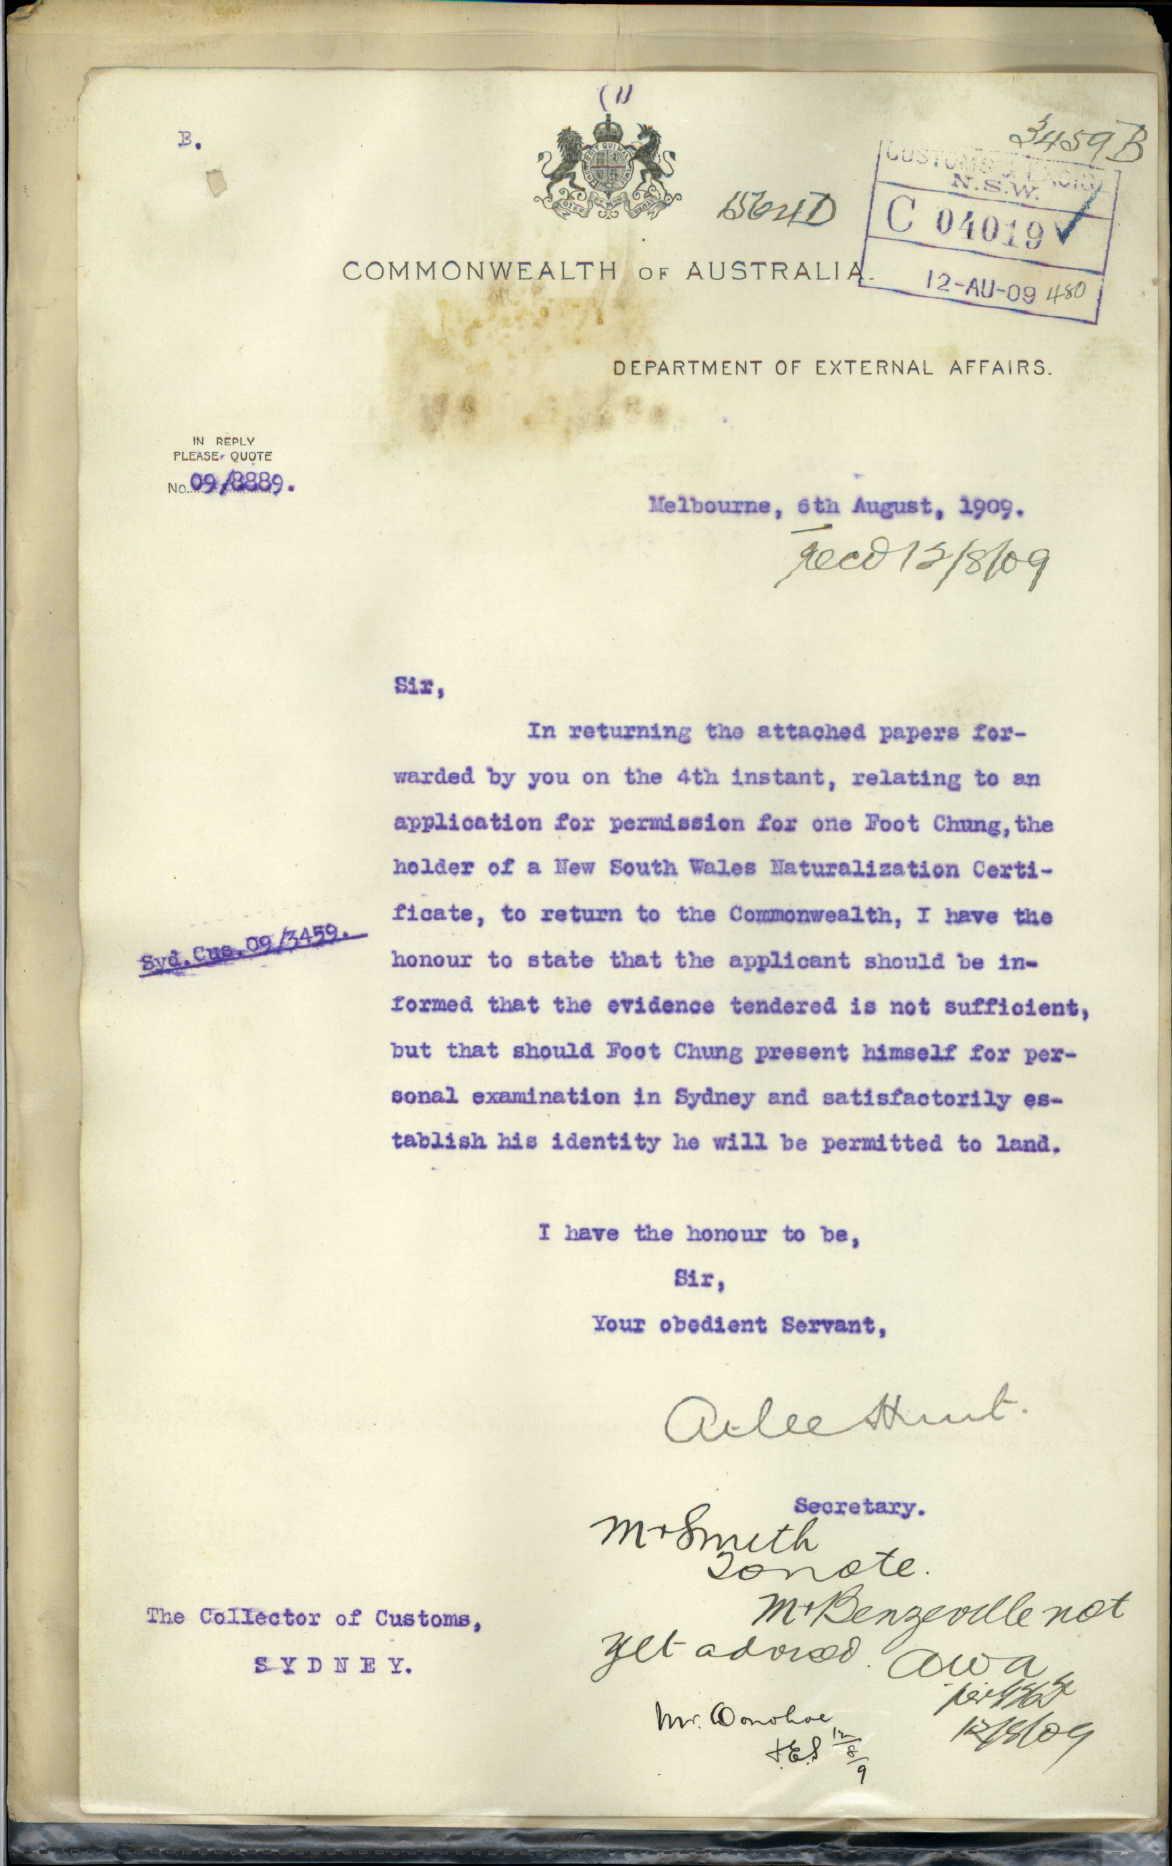 (1)
B.
3459B
1564D
CUSTOMS & EXCISE
N.S.W.
C 04019
12-AU-09 480
COMMONWEALTH OF AUSTRALIA.
DEPARTMENT OF EXTERNAL AFFAIRS.
IN REPLY
PLEASE QUOTE
No. 09/8889.
Melbourne, 6th August, 1909.
Recd 12/8/09
Sir,
In returning the attached papers for-
warded by you on the 4th instant, relating to an
application for permission for one Foot Chung, the
holder of a New South Wales Naturalization Certi-
ficate, to return to the Commonwealth, I have the
Syd.Cus.09/3459.
honour to state that the applicant should be in-
formed that the evidence tendered is not sufficient,
but that should Foot Chung present himself for per-
sonal examination in Sydney and satisfactorily es-
tablish his identity he will be permitted to land.
I have the honour to be,
Sir,
Your obedient Servant,
Atlee Hunt.
Secretary.
Mr Smith
To note.
Mr Benzeville not
yet advised. AWA
12/8/09
Mr. Donohoe
J.E.S 12/8/9
The Collector of Customs,
SYDNEY.